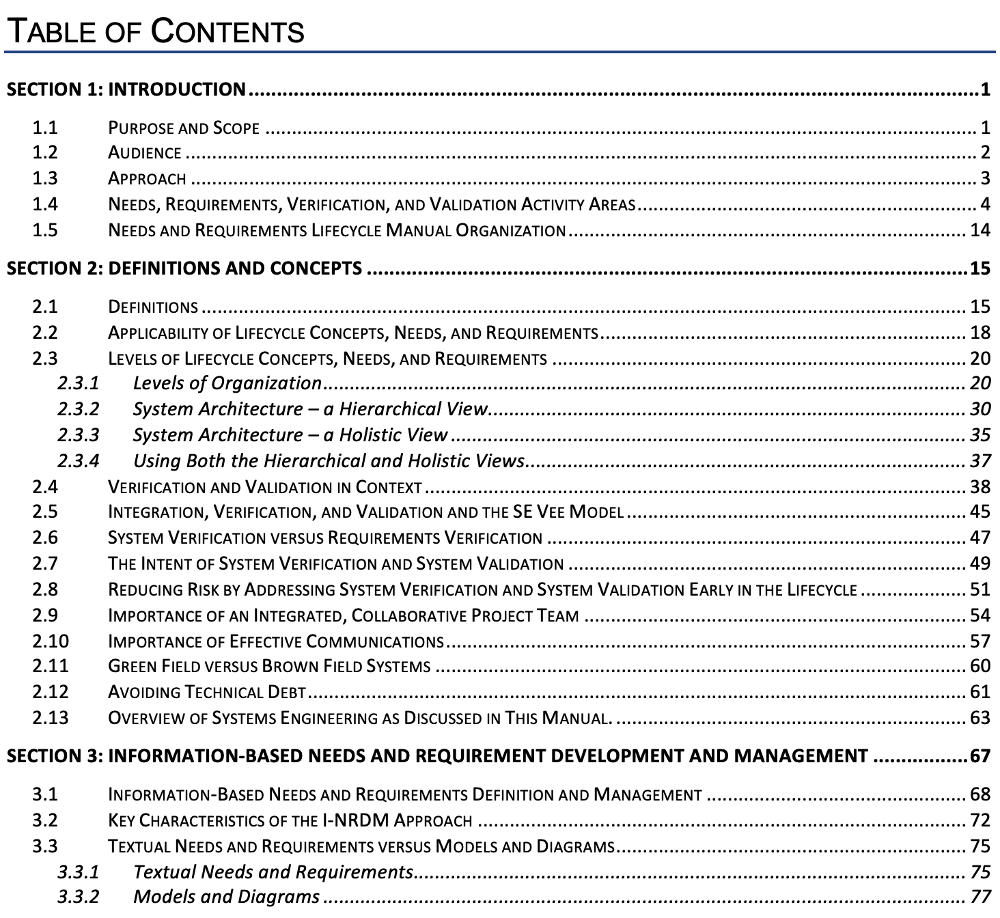 TABLE OF CONTENTS
SECTION 1: INTRODUCTION........................................................................................................................................1
1.1 PURPOSE AND SCOPE ........................................................................................................................ 1
1.2 AUDIENCE ........................................................................................................................ 2
1.3 APPROACH ........................................................................................................................ 3
1.4 NEEDS, REQUIREMENTS, VERIFICATION, AND VALIDATION ACTIVITY AREAS............................................................ 4
1.5 NEEDS AND REQUIREMENTS LIFECYCLE MANUAL ORGANIZATION........................................................................ 14
SECTION 2: DEFINITIONS AND CONCEPTS ............................................................................................................15
2.1 DEFINITIONS ........................................................................................................................ 15
2.2 APPLICABILITY OF LIFECYCLE CONCEPTS, NEEDS, AND REQUIREMENTS.................................................................. 18
2.3 LEVELS OF LIFECYCLE CONCEPTS, NEEDS, AND REQUIREMENTS .......................................................................... 20
2.3.1 Levels of Organization.................................................................................................................. 20
2.3.2 System Architecture – a Hierarchical View..................................................................................... 30
2.3.3 System Architecture – a Holistic View ............................................................................................ 35
2.3.4 Using Both the Hierarchical and Holistic Views............................................................................... 37
2.4 VERIFICATION AND VALIDATION IN CONTEXT ................................................................................................. 38
2.5 INTEGRATION, VERIFICATION, AND VALIDATION AND THE SE VEE MODEL ............................................................. 45
2.6 SYSTEM VERIFICATION VERSUS REQUIREMENTS VERIFICATION ........................................................................... 47
2.7 THE INTENT OF SYSTEM VERIFICATION AND SYSTEM VALIDATION ....................................................................... 49
2.8 REDUCING RISK BY ADDRESSING SYSTEM VERIFICATION AND SYSTEM VALIDATION EARLY IN THE LIFECYCLE ................... 51
2.9 IMPORTANCE OF AN INTEGRATED, COLLABORATIVE PROJECT TEAM .................................................................... 54
2.10 IMPORTANCE OF EFFECTIVE COMMUNICATIONS............................................................................................. 57
2.11 GREEN FIELD VERSUS BROWN FIELD SYSTEMS ............................................................................................... 60
2.12 AVOIDING TECHNICAL DEBT....................................................................................................................... 61
2.13 OVERVIEW OF SYSTEMS ENGINEERING AS DISCUSSED IN THIS MANUAL. ............................................................... 63
SECTION 3: INFORMATION-BASED NEEDS AND REQUIREMENT DEVELOPMENT AND MANAGEMENT .................67
3.1 INFORMATION-BASED NEEDS AND REQUIREMENTS DEFINITION AND MANAGEMENT ............................................... 68
3.2 KEY CHARACTERISTICS OF THE I-NRDM APPROACH ........................................................................................ 72
3.3 TEXTUAL NEEDS AND REQUIREMENTS VERSUS MODELS AND DIAGRAMS............................................................... 75
3.3.1 Textual Needs and Requirements................................................................................................... 75
3.3.2 Models and Diagrams ................................................................................................................... 77